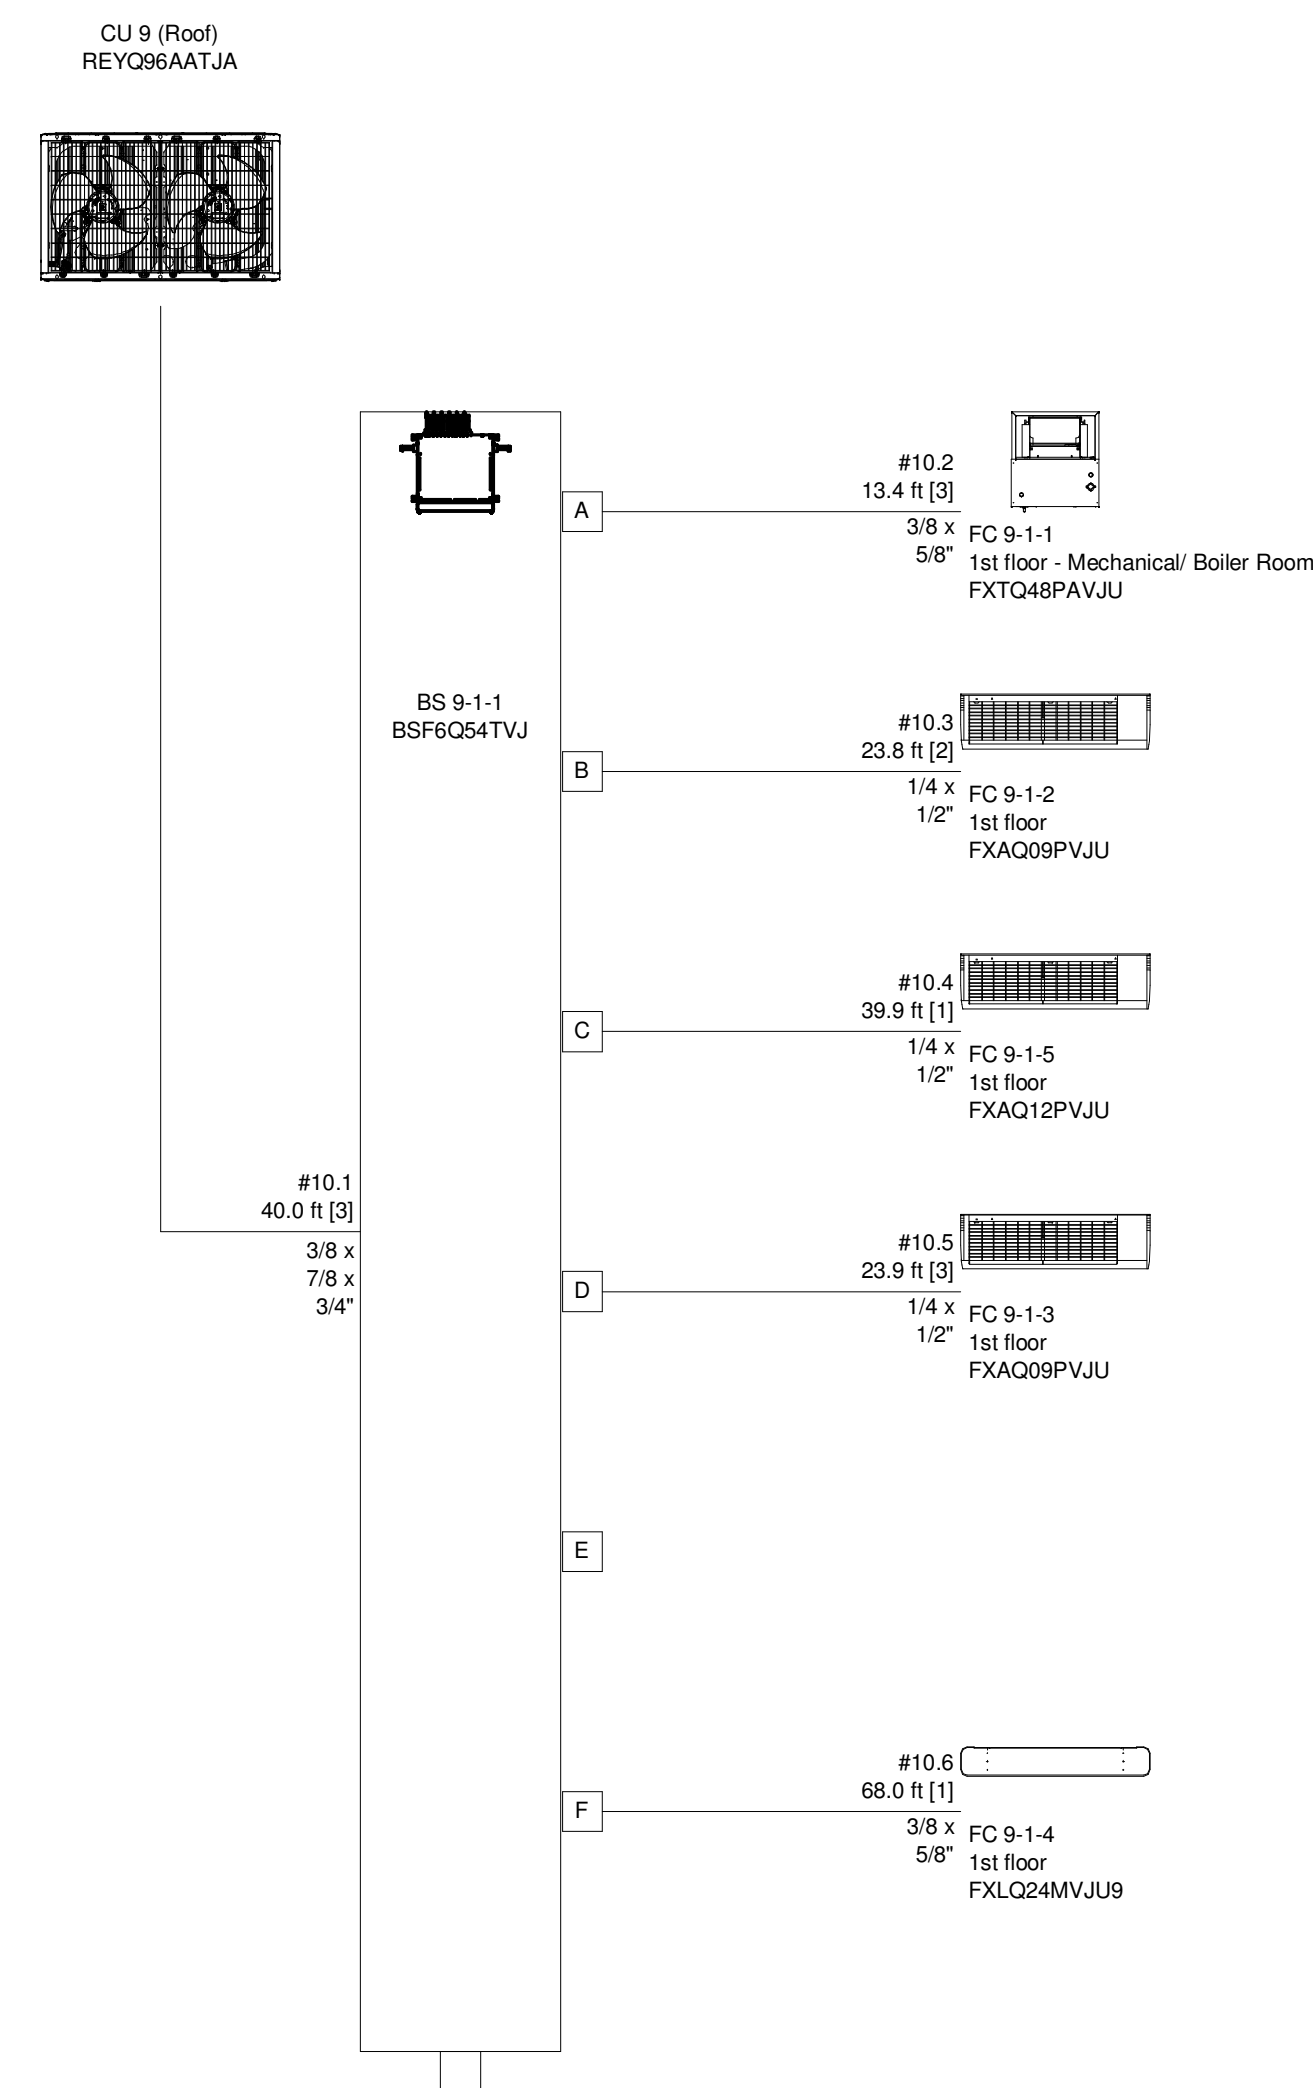 CU 9 (Roof)
REYQ96AATJA
#10.2
13.4 ft [3]
A
3/8 x
5/8"
FC 9-1-1
1st floor - Mechanical/ Boiler Room
FXTQ48PAVJU
BS 9-1-1
BSF6Q54TVJ
#10.3
23.8 ft [2]
B
1/4 x
1/2"
FC 9-1-2
1st floor
FXAQ09PVJU
#10.4
39.9 ft [1]
C
1/4 x
1/2"
FC 9-1-5
1st floor
FXAQ12PVJU
#10.1
40.0 ft [3]
3/8 x
7/8 x
3/4"
#10.5
23.9 ft [3]
D
1/4 x
1/2"
FC 9-1-3
1st floor
FXAQ09PVJU
E
#10.6
68.0 ft [1]
F
3/8 x
5/8"
FC 9-1-4
1st floor
FXLQ24MVJU9